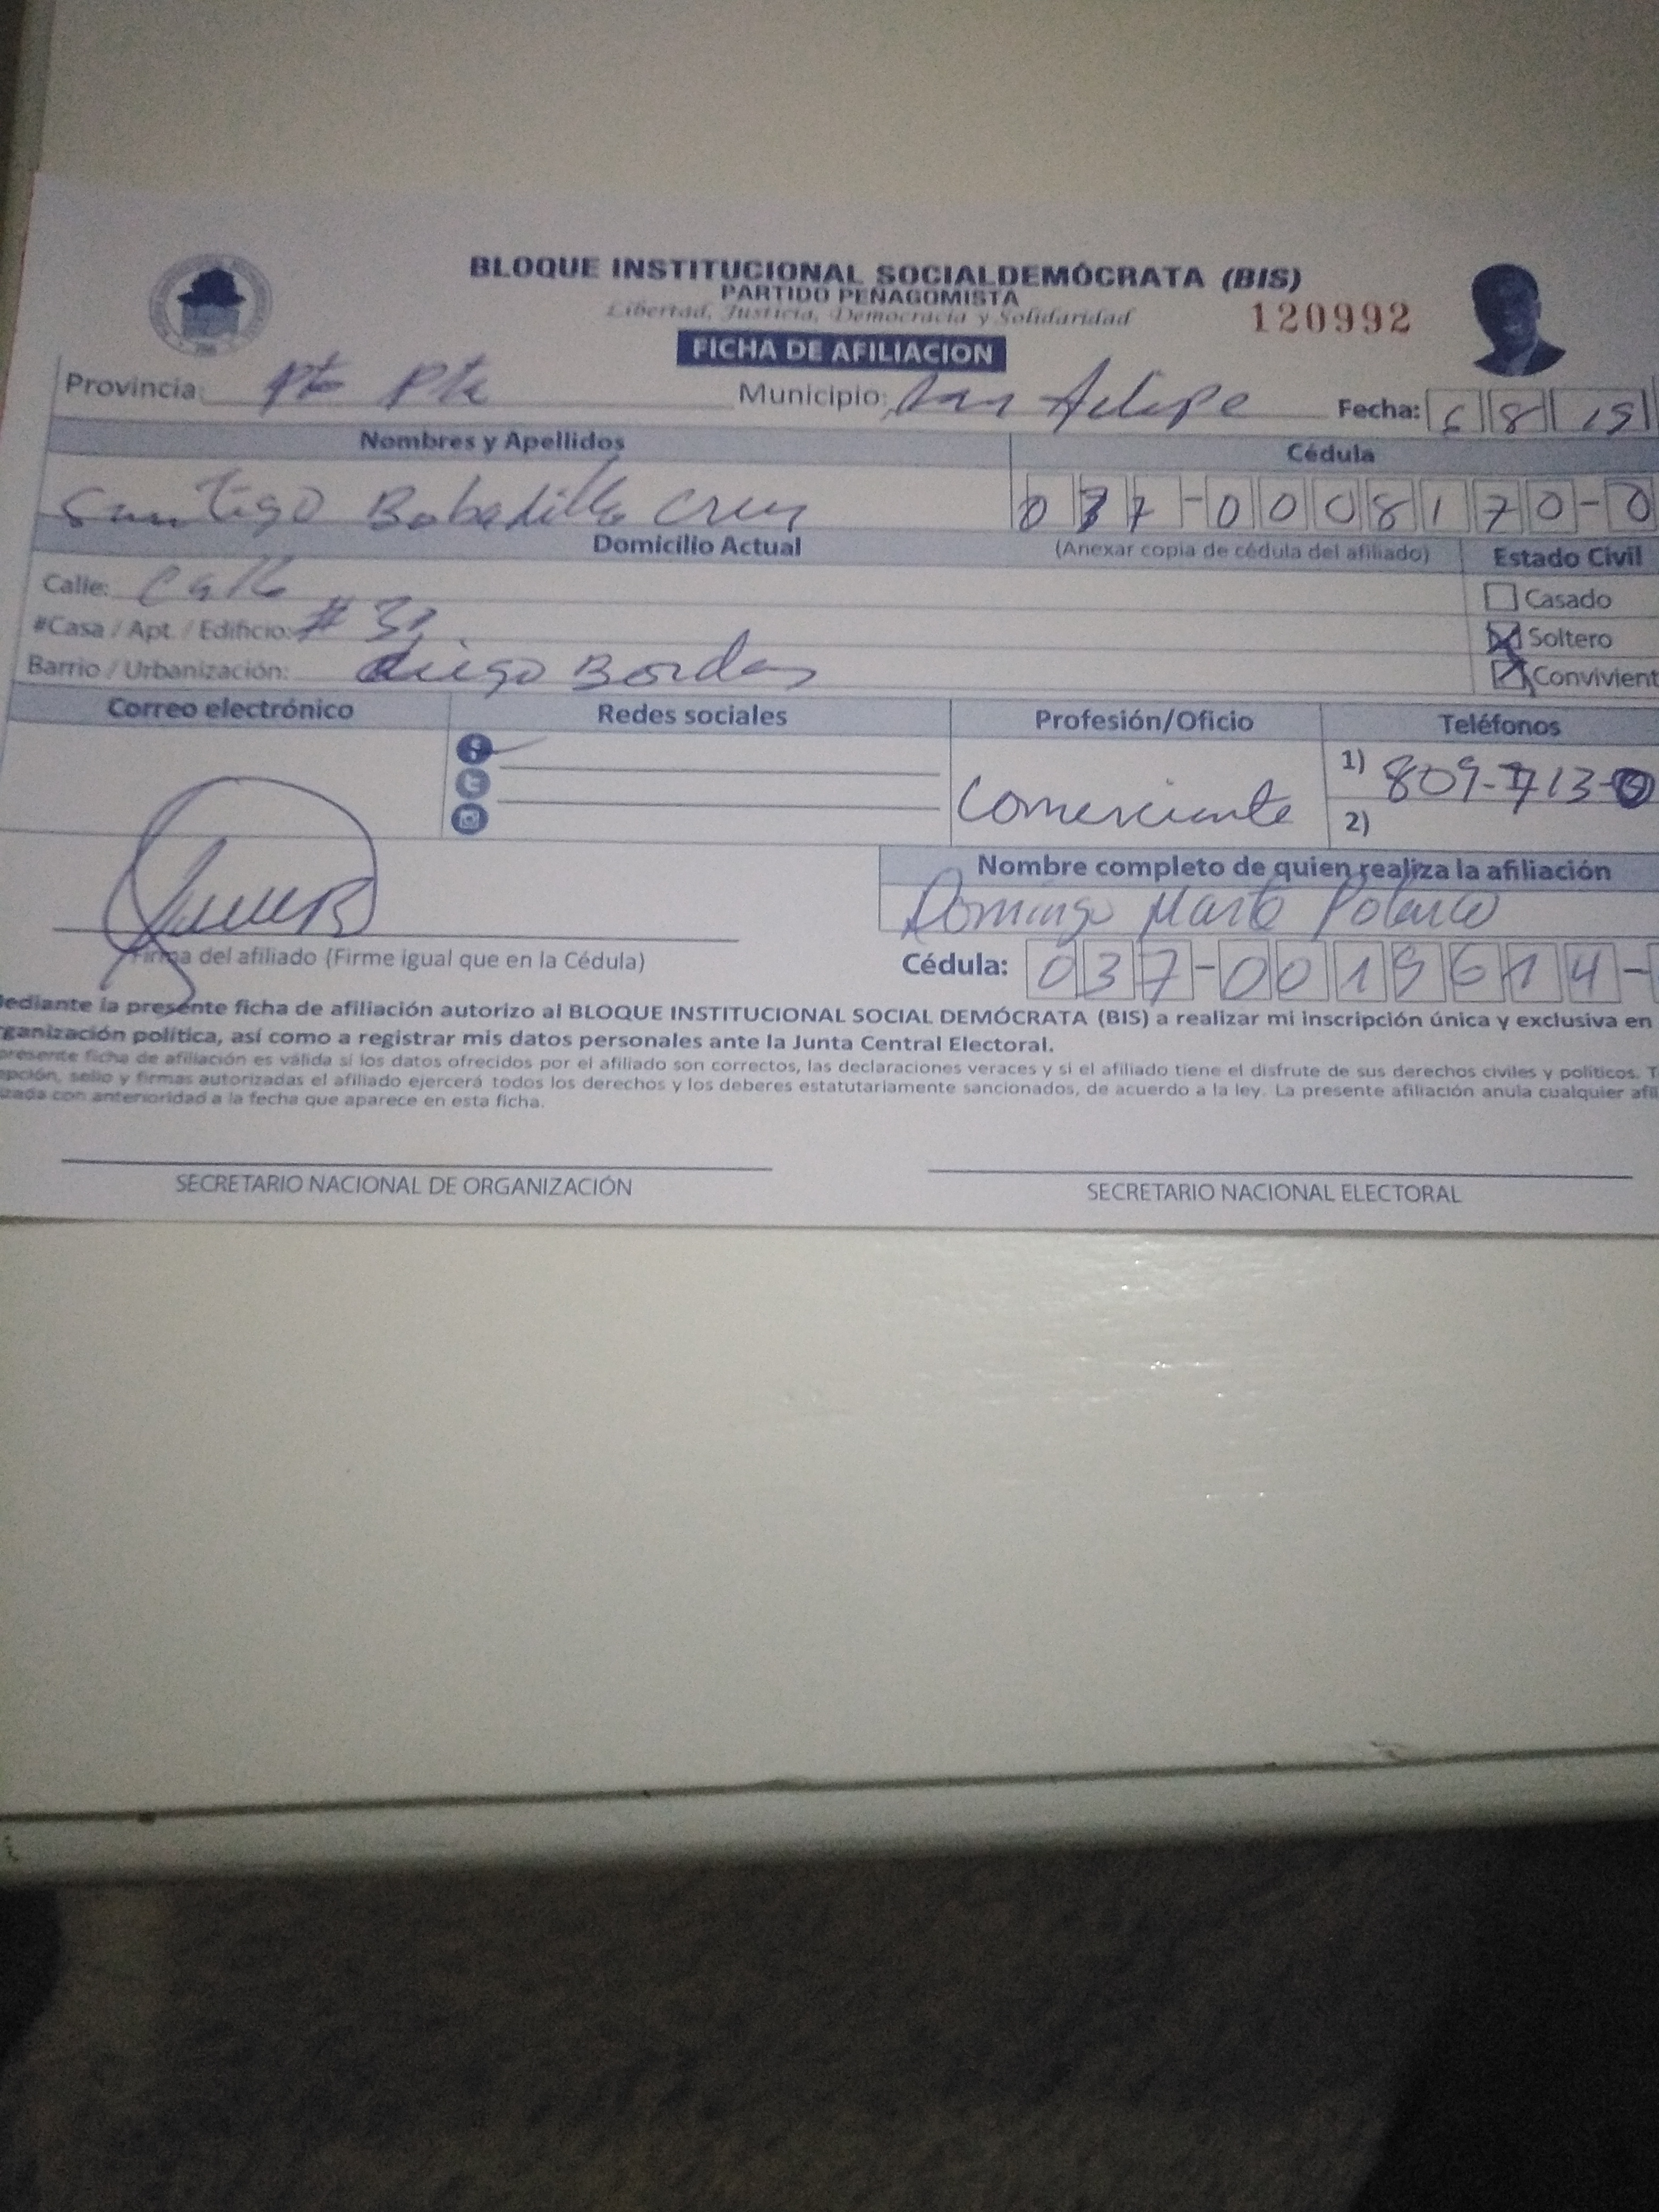 BLOQUE INSTITUCIONAL SOCIALDEMÓCRATA (BIS)
PARTIDO PEÑAGOMISTA
Libertad, Justicia, Democracia y Solidaridad
120992
FICHA DE AFILIACION
Provincia: Pto Pta Municipio: San Felipe Fecha: 6 8 19
Nombres y Apellidos Cédula
Santigo Bobadilla Cruz 037-0008170-0
Domicilio Actual (Anexar copia de cédula del afiliado) Estado Civil
Calle: Calle Casado
#Casa / Apt. / Edificio: # 32 Soltero
Barrio / Urbanización: diego Bordas Convivient
Correo electrónico Redes sociales Profesión/Oficio Teléfonos
Comerciante 1) 809-713-
2)
Nombre completo de quien realiza la afiliación
Domingo Marte Polanco
Firma del afiliado (Firme igual que en la Cédula) Cédula: 037-0019614-
Mediante la presente ficha de afiliación autorizo al BLOQUE INSTITUCIONAL SOCIAL DEMÓCRATA (BIS) a realizar mi inscripción única y exclusiva en
rganización política, así como a registrar mis datos personales ante la Junta Central Electoral.
presente ficha de afiliación es válida si los datos ofrecidos por el afiliado son correctos, las declaraciones veraces y si el afiliado tiene el disfrute de sus derechos civiles y políticos. T
epción, sello y firmas autorizadas el afiliado ejercerá todos los derechos y los deberes estatutariamente sancionados, de acuerdo a la ley. La presente afiliación anula cualquier afil
izada con anterioridad a la fecha que aparece en esta ficha.
SECRETARIO NACIONAL DE ORGANIZACIÓN SECRETARIO NACIONAL ELECTORAL